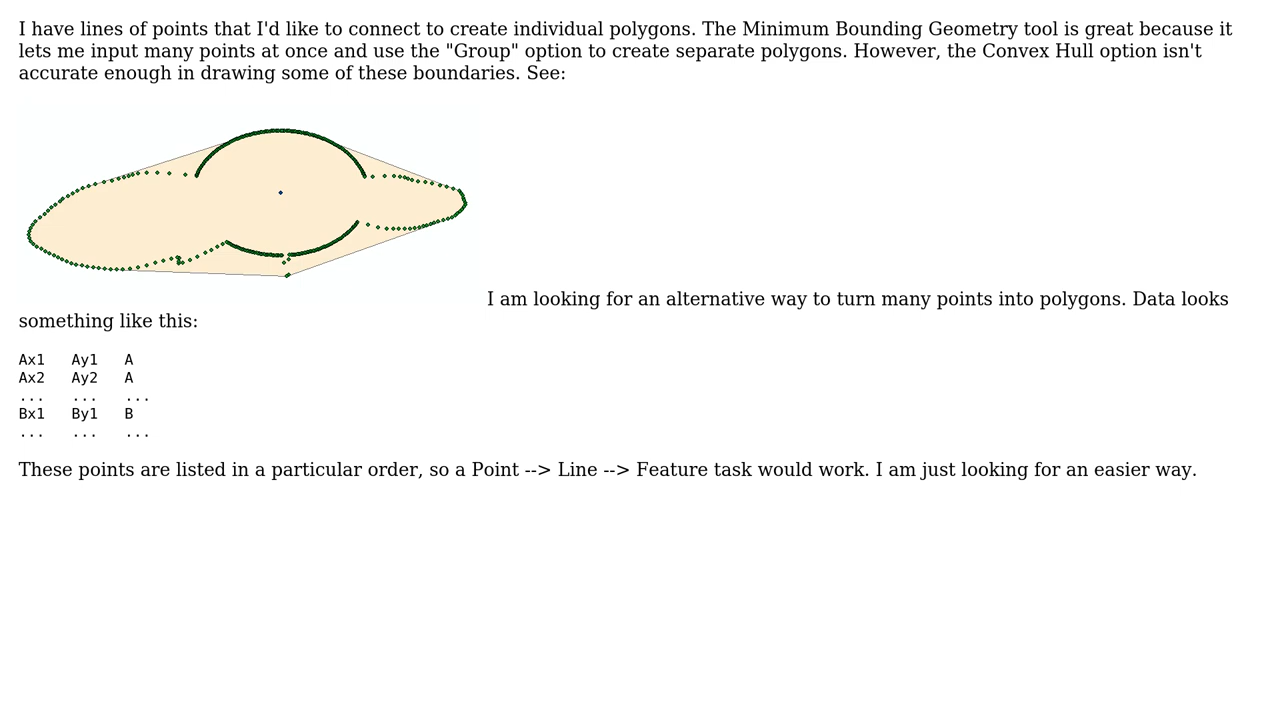 I have lines of points that I'd like to connect to create individual polygons. The Minimum Bounding Geometry tool is great because it
lets me input many points at once and use the "Group" option to create separate polygons. However, the Convex Hull option isn't
accurate enough in drawing some of these boundaries. See:
I am looking for an alternative way to turn many points into polygons. Data looks
something like this:
Ax1   Ay1   A
Ax2   Ay2   A
...   ...   ...
Bx1   By1   B
...   ...   ...
These points are listed in a particular order, so a Point --> Line --> Feature task would work. I am just looking for an easier way.